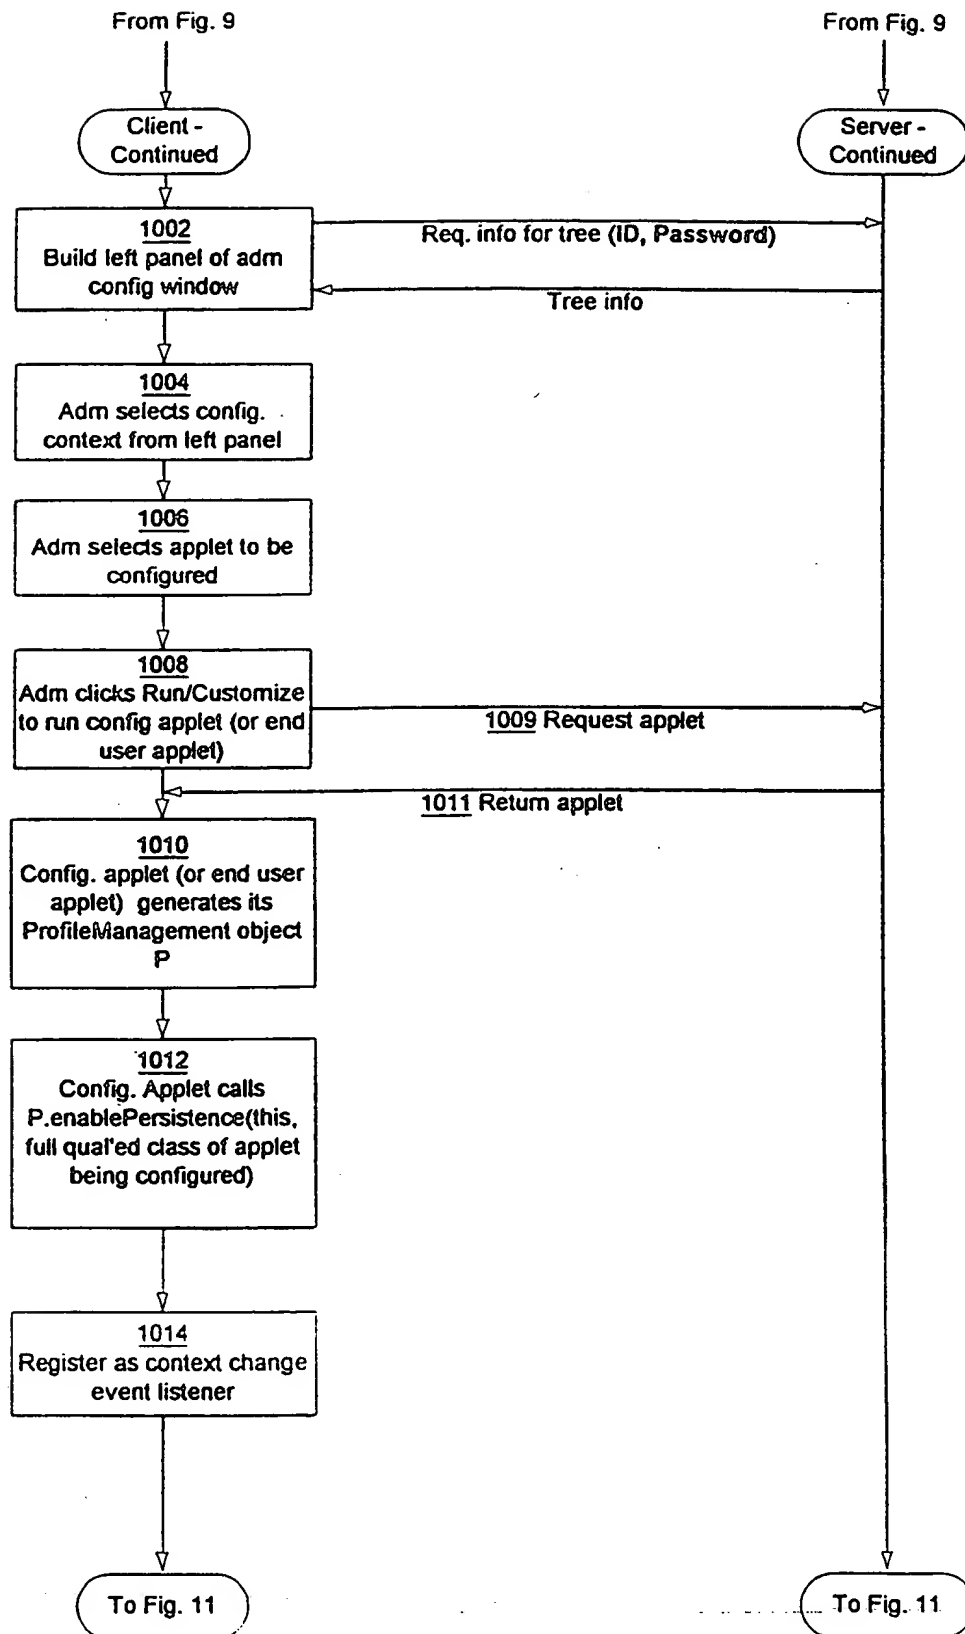 From Fig. 9
From Fig. 9
Client -
Continued
Server -
Continued
1002
Build left panel of adm
config window
Req. info for tree (ID, Password)
Tree info
1004
Adm selects config.
context from left panel
1006
Adm selects applet to be
configured
1008
Adm clicks Run/Customize
to run config applet (or end
user applet)
1009 Request applet
1011 Return applet
1010
Config. applet (or end user
applet) generates its
ProfileManagement object
P
1012
Config. Applet calls
P.enablePersistence(this,
full qual'ed class of applet
being configured)
1014
Register as context change
event listener
To Fig. 11
To Fig. 11